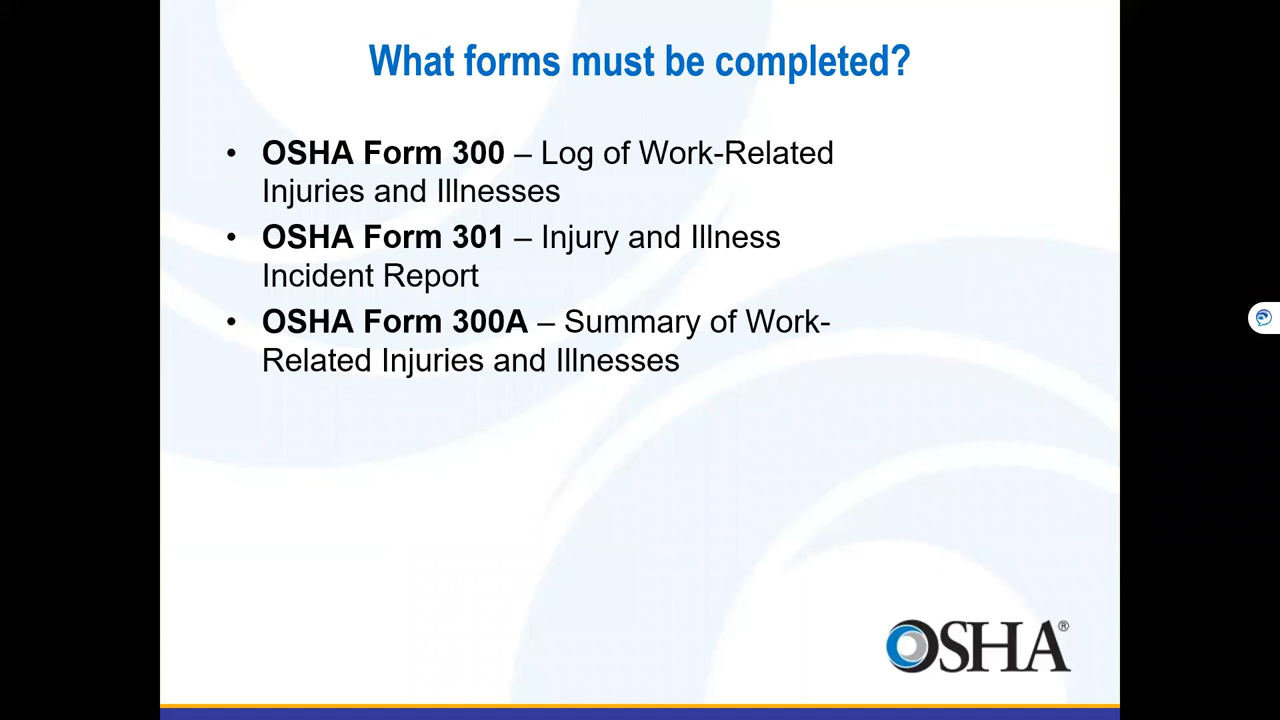 What forms must be completed?
• OSHA Form 300 – Log of Work-Related
Injuries and Illnesses
• OSHA Form 301 – Injury and Illness
Incident Report
• OSHA Form 300A – Summary of Work-
Related Injuries and Illnesses
OSHA®